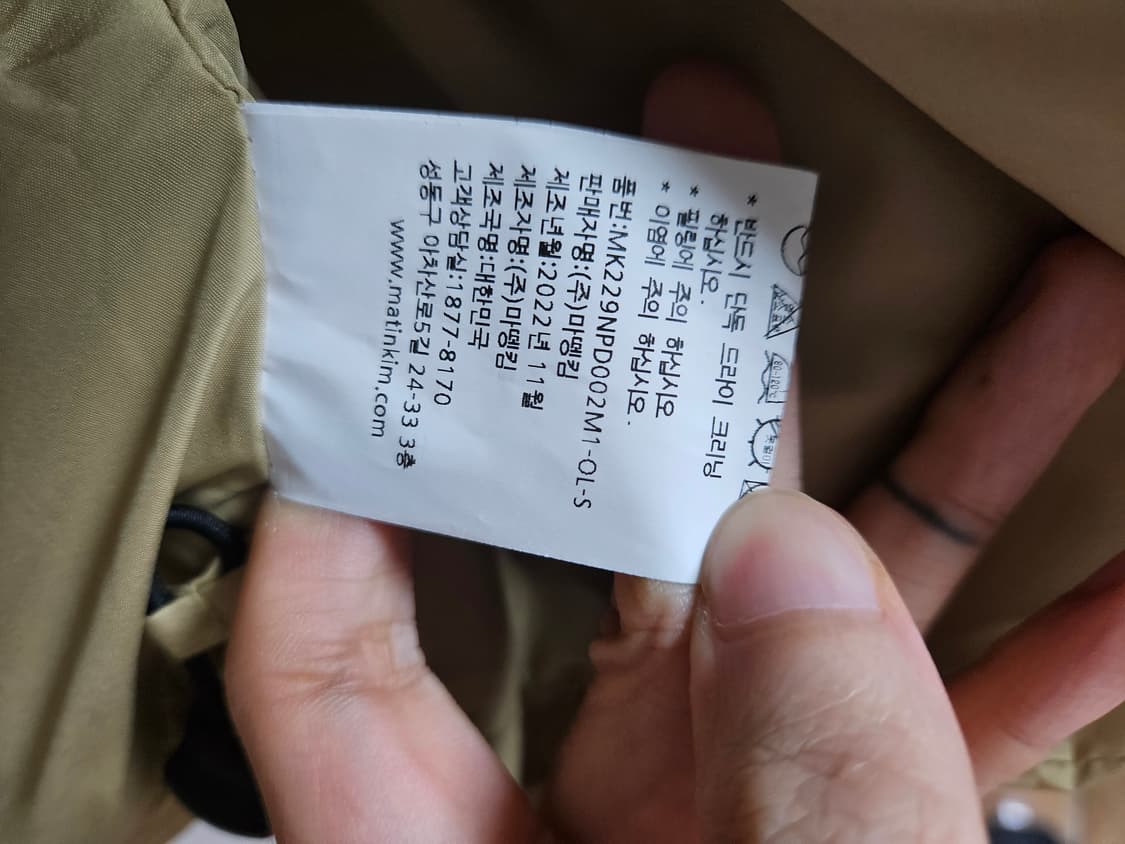 80-120℃
* 반드시 단독 드라이 크리닝
하십시오.
* 필링에 주의 하십시오
* 이염에 주의 하십시오.
품번:MK229NPD002M1-OL-S
판매자명:(주)마뗑킴
제조년월:2022년 11월
제조자명:(주)마뗑킴
제조국명:대한민국
고객상담실:1877-8170
성동구 아차산로5길 24-33 3층
www.matinkim.com